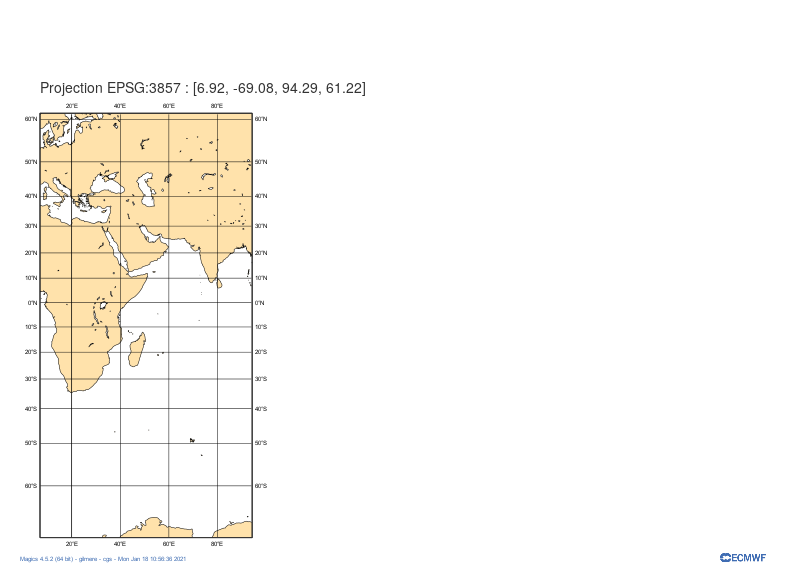 Projection EPSG:3857 : [6.92, -69.08, 94.29, 61.22]
20°E 40°E 60°E 80°E
60°N 60°N
50°N 50°N
40°N 40°N
30°N 30°N
20°N 20°N
10°N 10°N
0°N 0°N
10°S 10°S
20°S 20°S
30°S 30°S
40°S 40°S
50°S 50°S
60°S 60°S
20°E 40°E 60°E 80°E
Magics 4.5.2 (64 bit) - gilmere - cgs - Mon Jan 18 10:56:36 2021
ECMWF